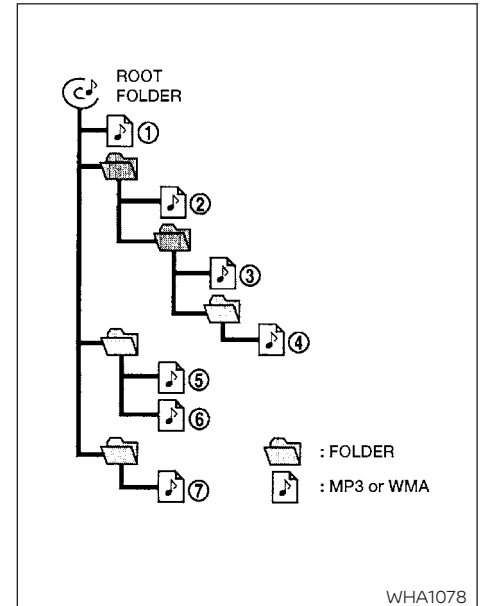 ROOT
FOLDER
①
②
③
④
⑤
⑥
⑦
: FOLDER
: MP3 or WMA
WHA1078